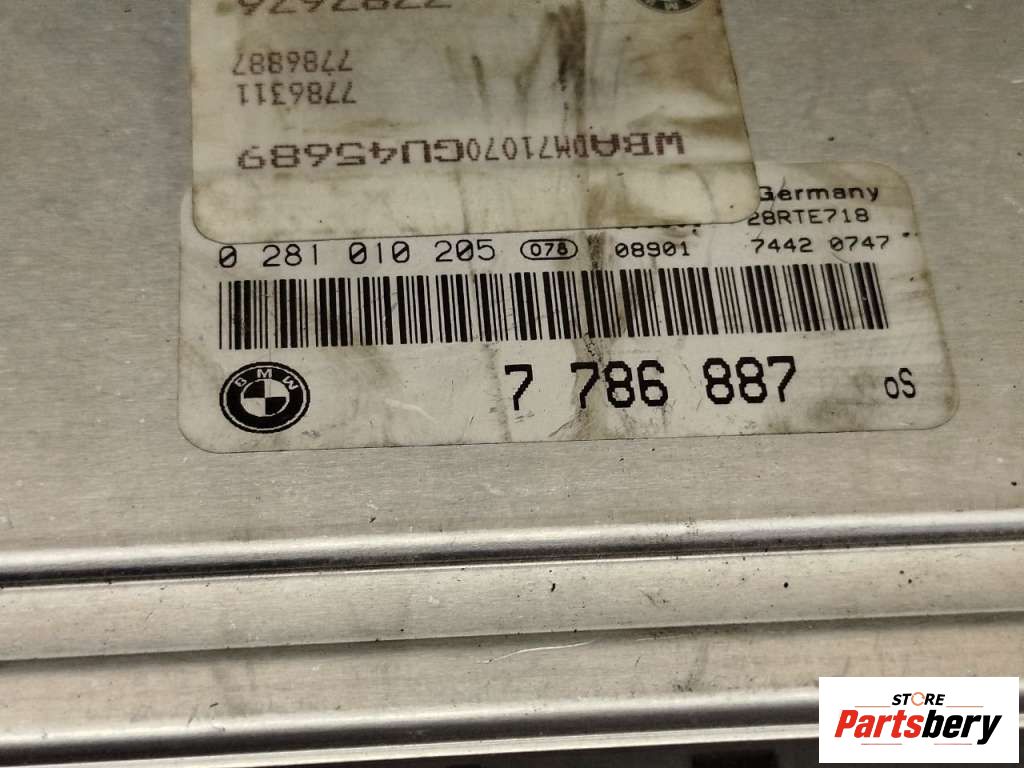 WBADM71070GU45689
7786311
7786887
Germany
28RTE718
0 281 010 205 078 08901 7442 0747
BMW
7 786 887 oS
STORE
Partsbery